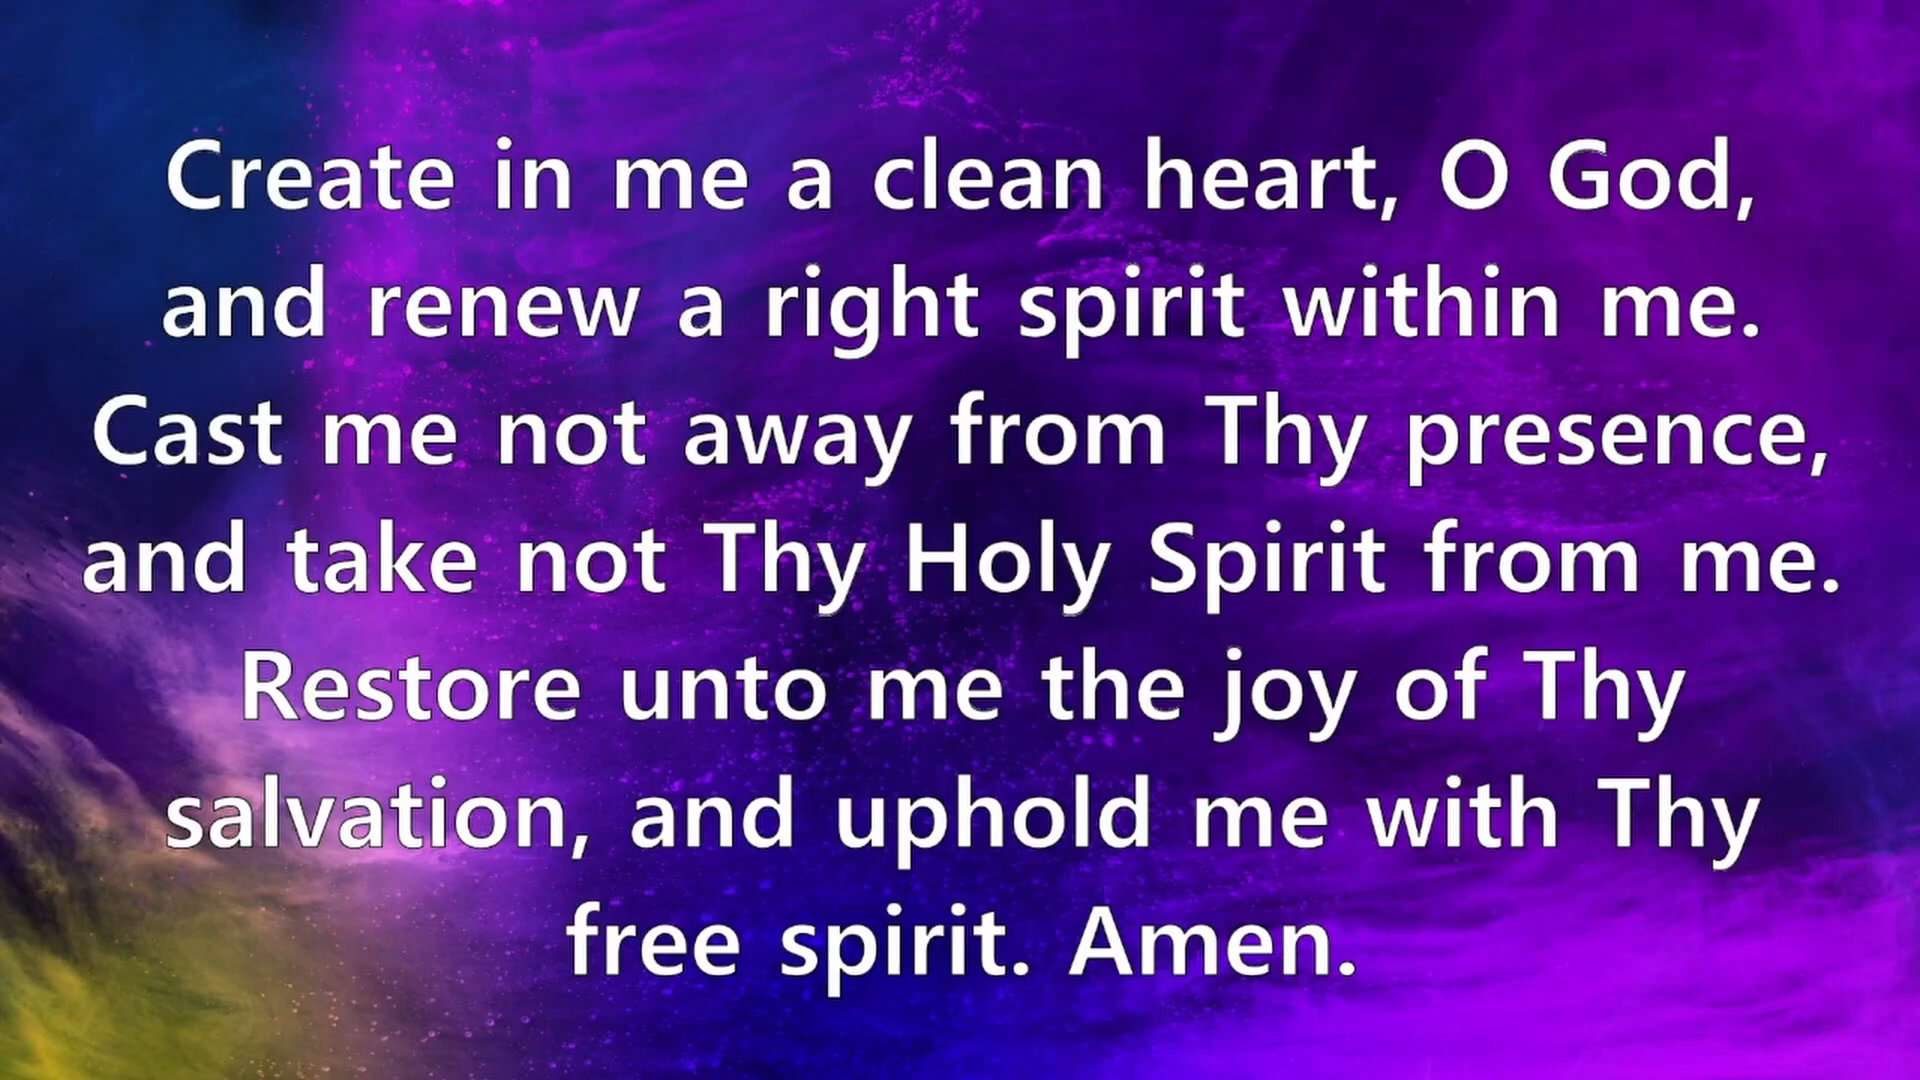 Create in me a clean heart, O God,
and renew a right spirit within me.
Cast me not away from Thy presence,
and take not Thy Holy Spirit from me.
Restore unto me the joy of Thy
salvation, and uphold me with Thy
free spirit. Amen.